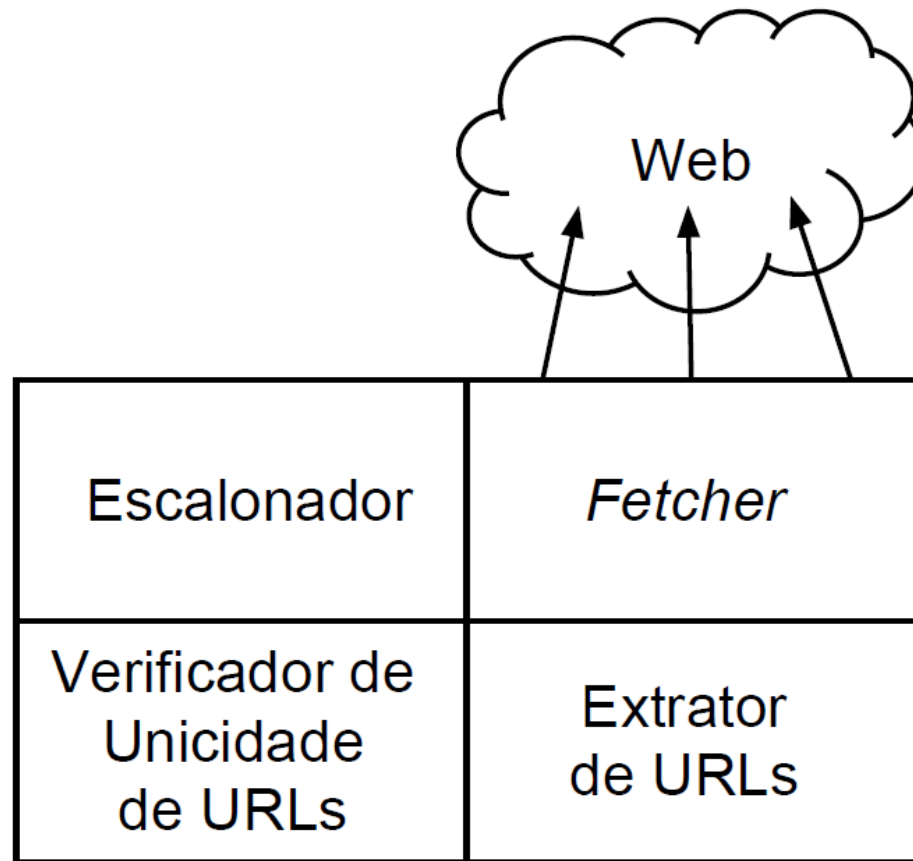 Web
Escalonador
Fetcher
Verificador de
Unicidade
de URLs
Extrator
de URLs